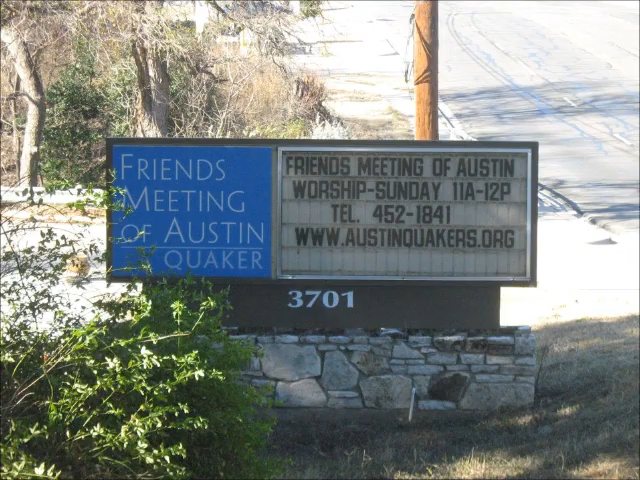 FRIENDS
MEETING
OF AUSTIN
QUAKER
FRIENDS MEETING OF AUSTIN
WORSHIP-SUNDAY 11A-12P
TEL. 452-1841
WWW.AUSTINQUAKERS.ORG
3701